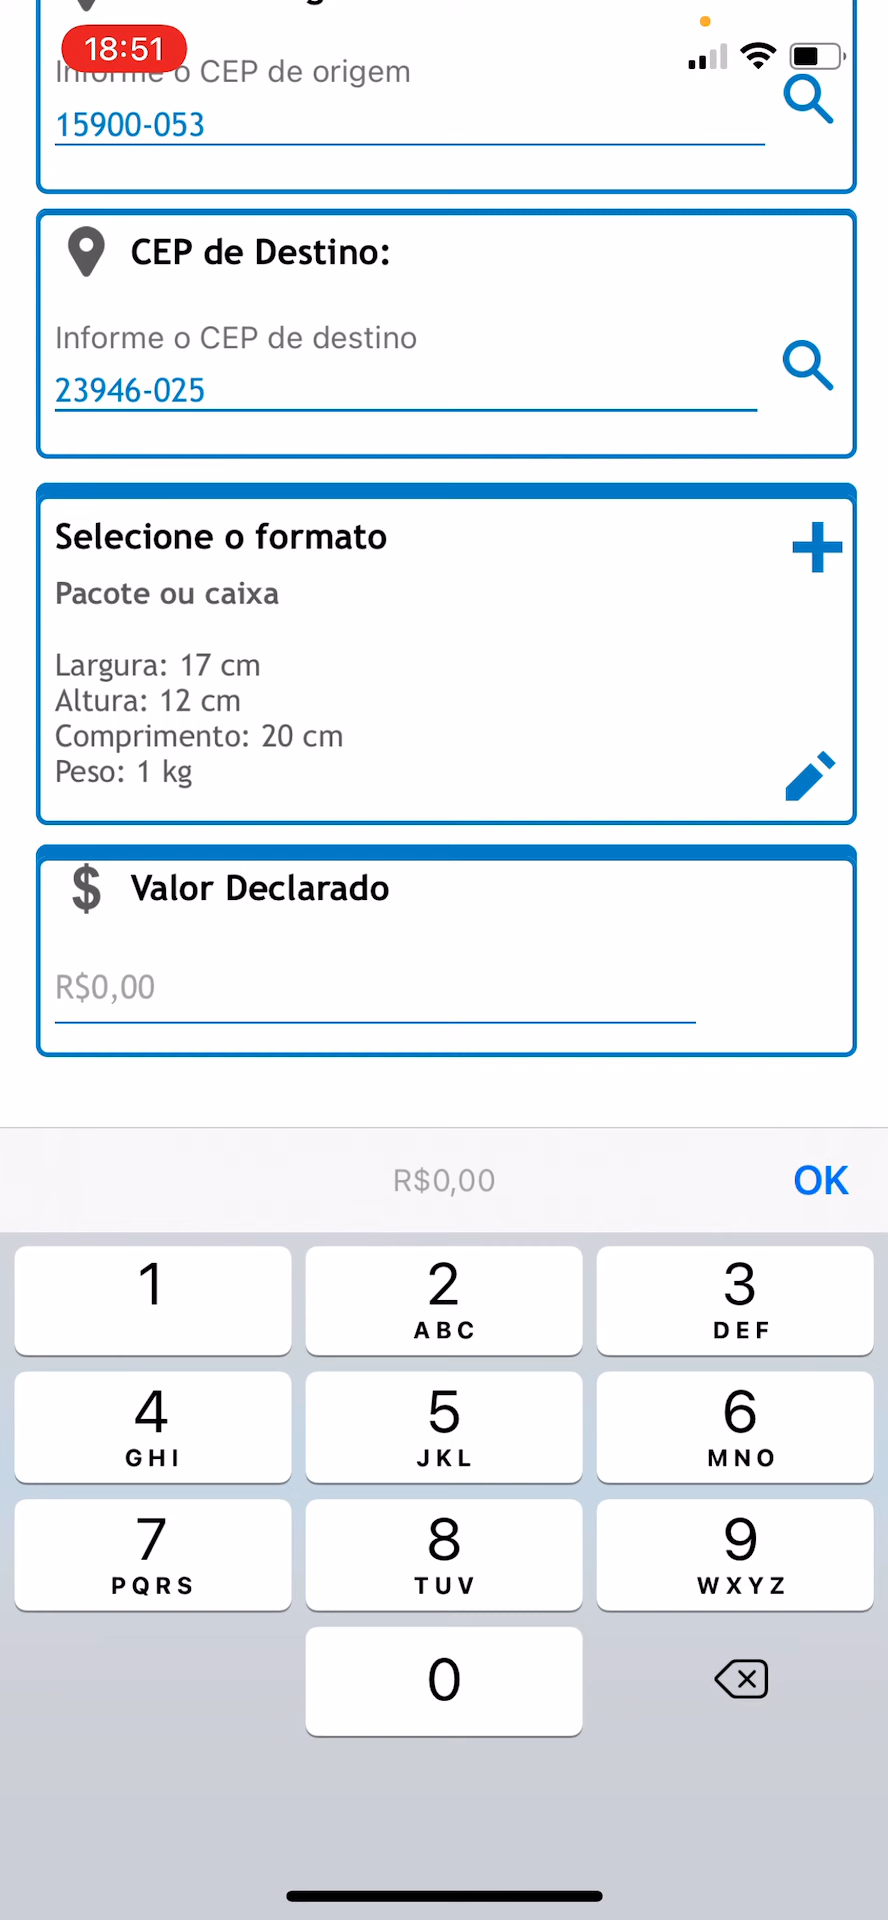 18:51
Informe o CEP de origem
15900-053
CEP de Destino:
Informe o CEP de destino
23946-025
Selecione o formato
Pacote ou caixa
Largura: 17 cm
Altura: 12 cm
Comprimento: 20 cm
Peso: 1 kg
$ Valor Declarado
R$0,00
R$0,00
OK
1
2
ABC
3
DEF
4
GHI
5
JKL
6
MNO
7
PQRS
8
TUV
9
WXYZ
0